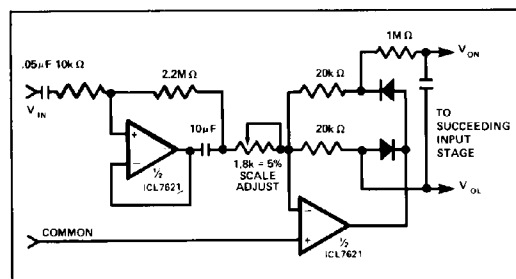 .05µF 10kΩ
V_IN
2.2MΩ
10µF
+
−
½
ICL7621
1.8k = 5%
SCALE
ADJUST
20kΩ
20kΩ
1MΩ
V_ON
TO
SUCCEEDING
INPUT
STAGE
V_OL
−
+
½
ICL7621
COMMON